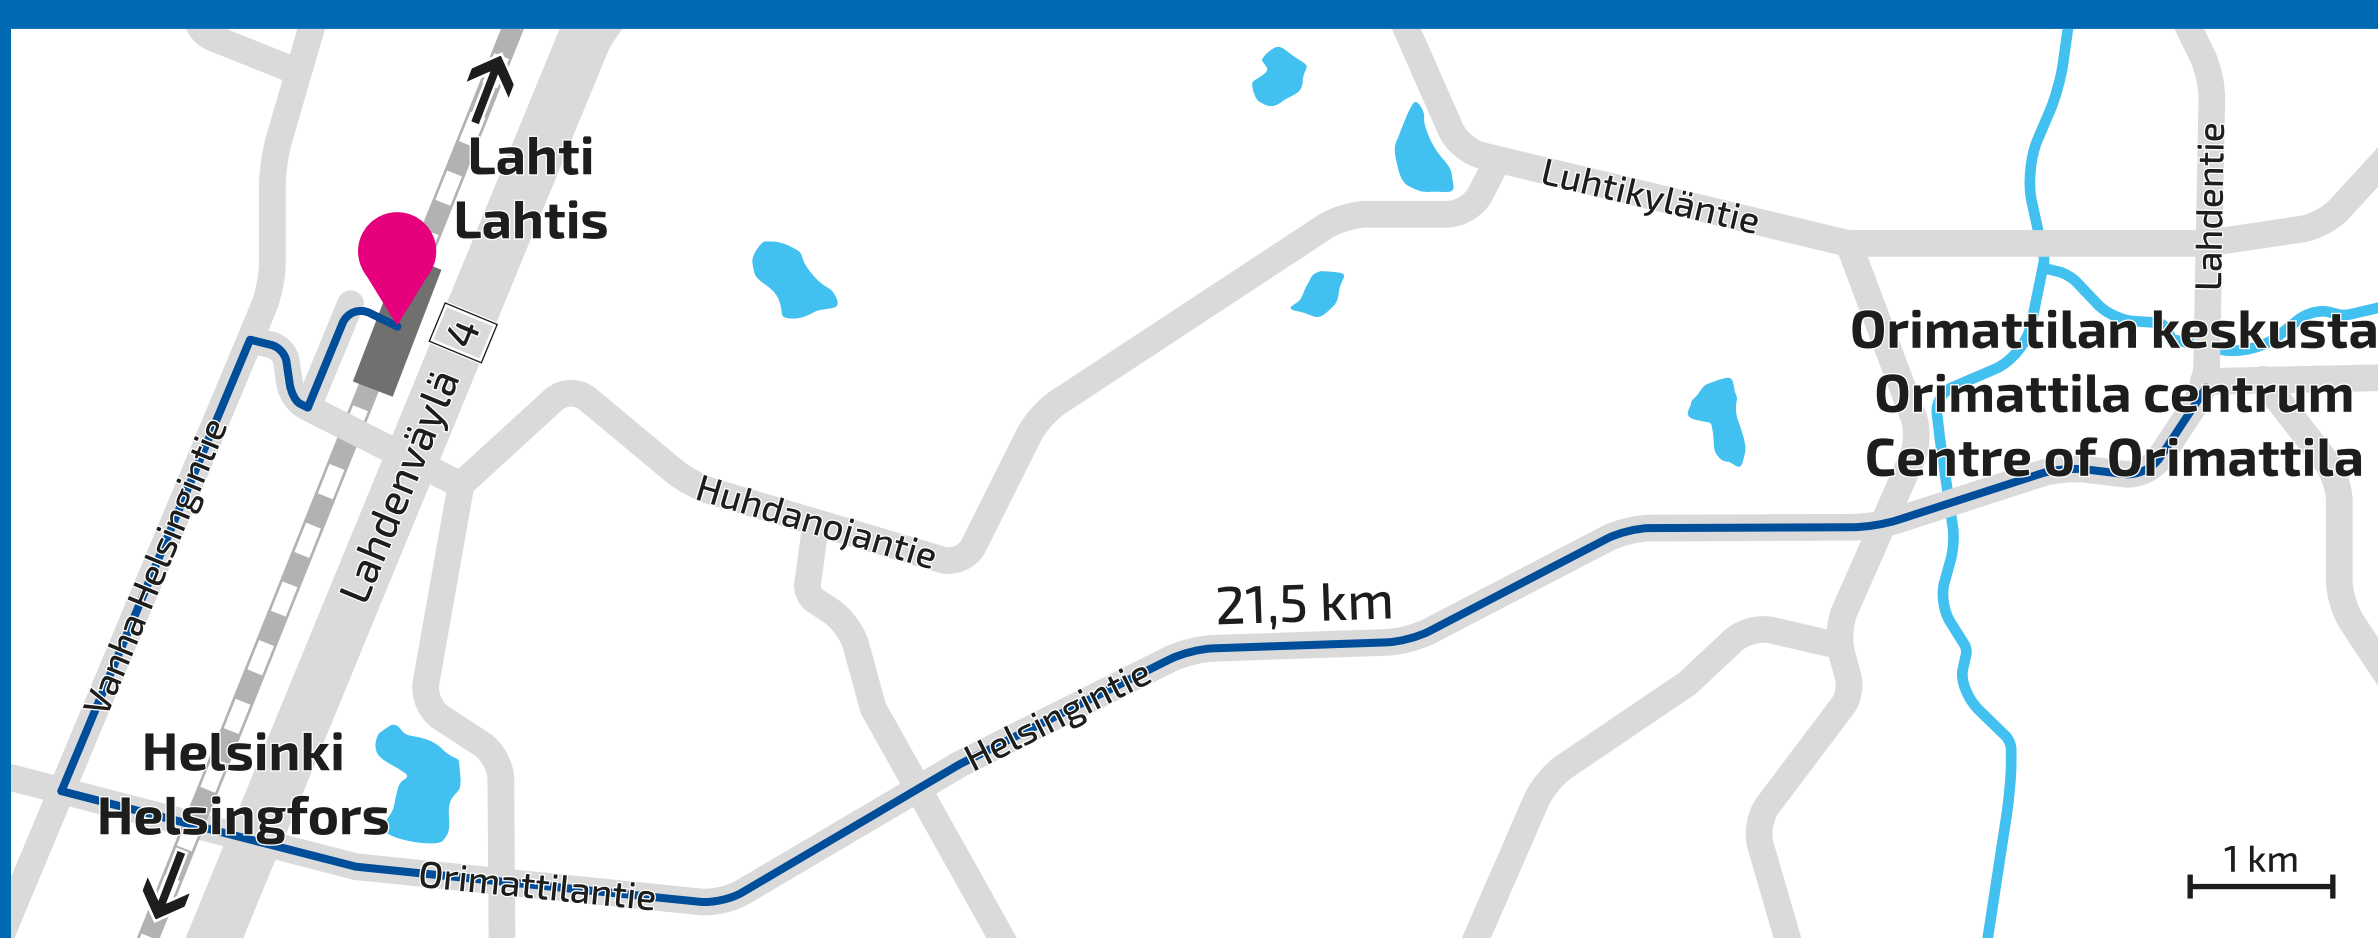 Lahti
Lahtis
Luhtikyläntie
Lahdentie
4
Lahdenväylä
Orimattilan keskusta
Orimattila centrum
Centre of Orimattila
Vanha Helsingintie
Huhdanojantie
21,5 km
Helsingintie
Helsinki
Helsingfors
Orimattilantie
1 km